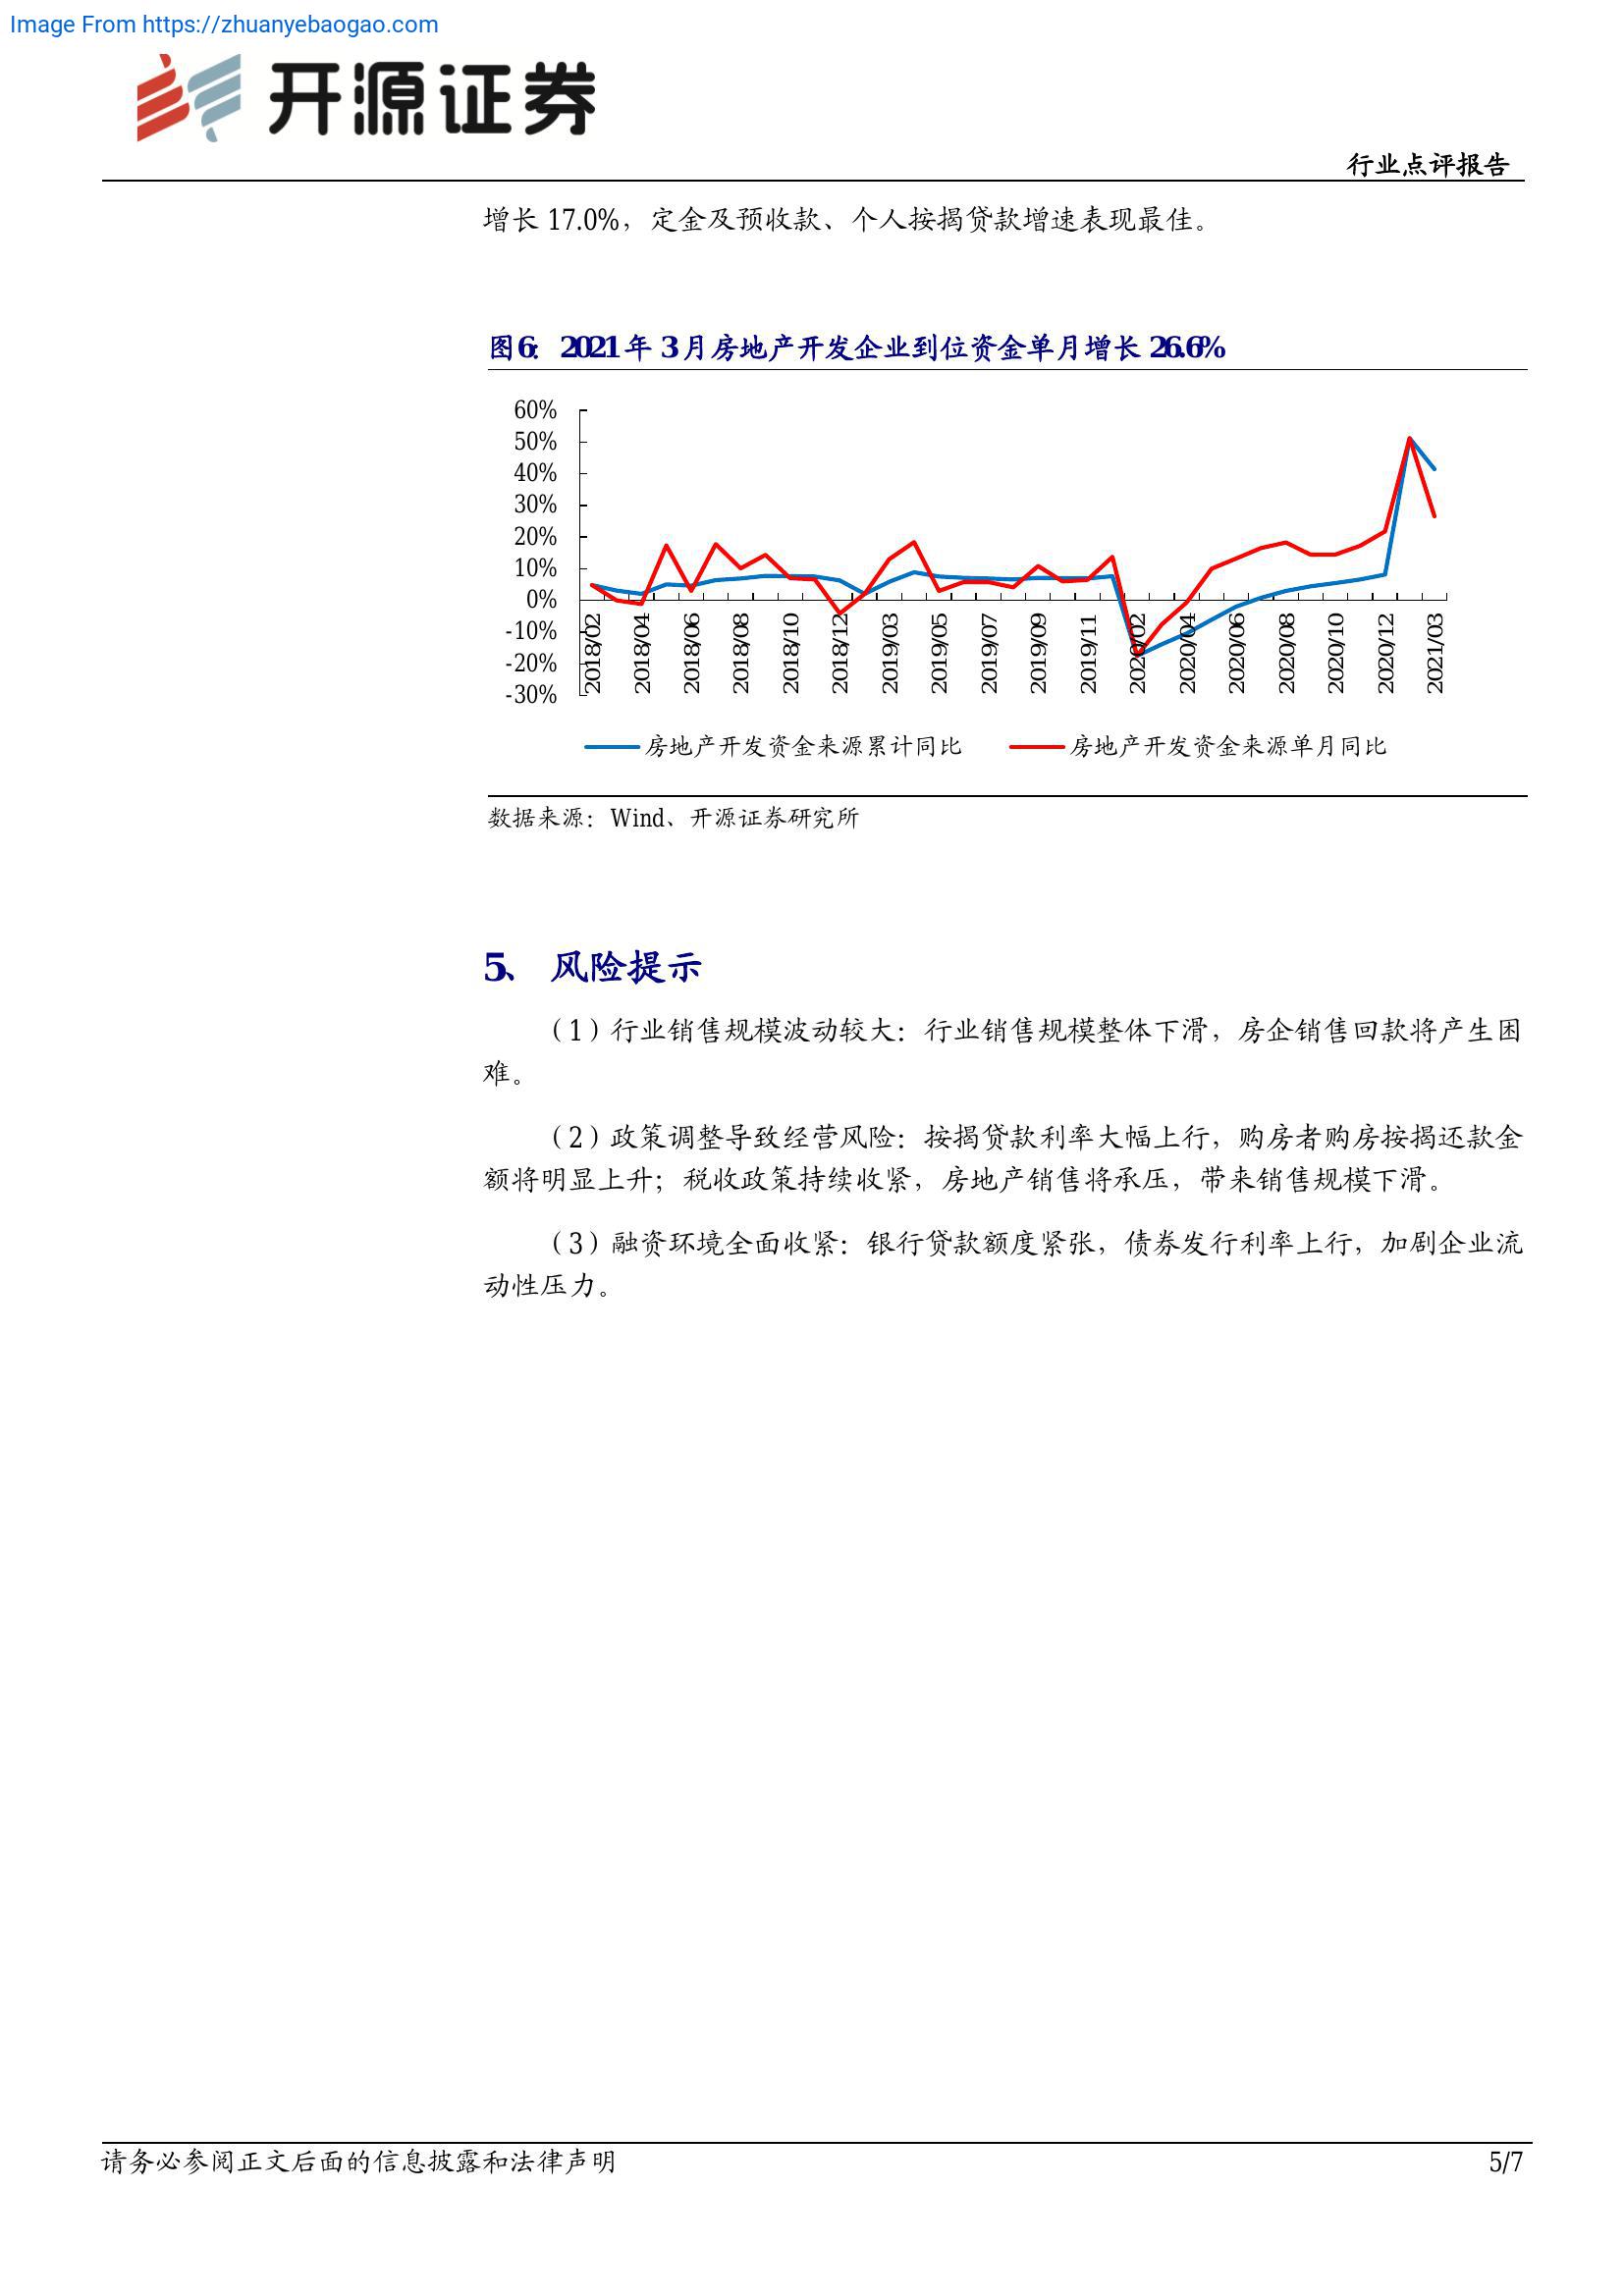 Image From https://zhuanyebaogao.com
开源证券
行业点评报告
增长 17.0%，定金及预收款、个人按揭贷款增速表现最佳。
图6：2021 年 3 月房地产开发企业到位资金单月增长 26.6%
60%
50%
40%
30%
20%
10%
0%
-10%
-20%
-30%
2018/02 2018/04 2018/06 2018/08 2018/10 2018/12 2019/03 2019/05 2019/07 2019/09 2019/11 2020/02 2020/04 2020/06 2020/08 2020/10 2020/12 2021/03
房地产开发资金来源累计同比 房地产开发资金来源单月同比
数据来源：Wind、开源证券研究所
5、 风险提示
（1）行业销售规模波动较大：行业销售规模整体下滑，房企销售回款将产生困
难。
（2）政策调整导致经营风险：按揭贷款利率大幅上行，购房者购房按揭还款金
额将明显上升；税收政策持续收紧，房地产销售将承压，带来销售规模下滑。
（3）融资环境全面收紧：银行贷款额度紧张，债券发行利率上行，加剧企业流
动性压力。
请务必参阅正文后面的信息披露和法律声明 5/7